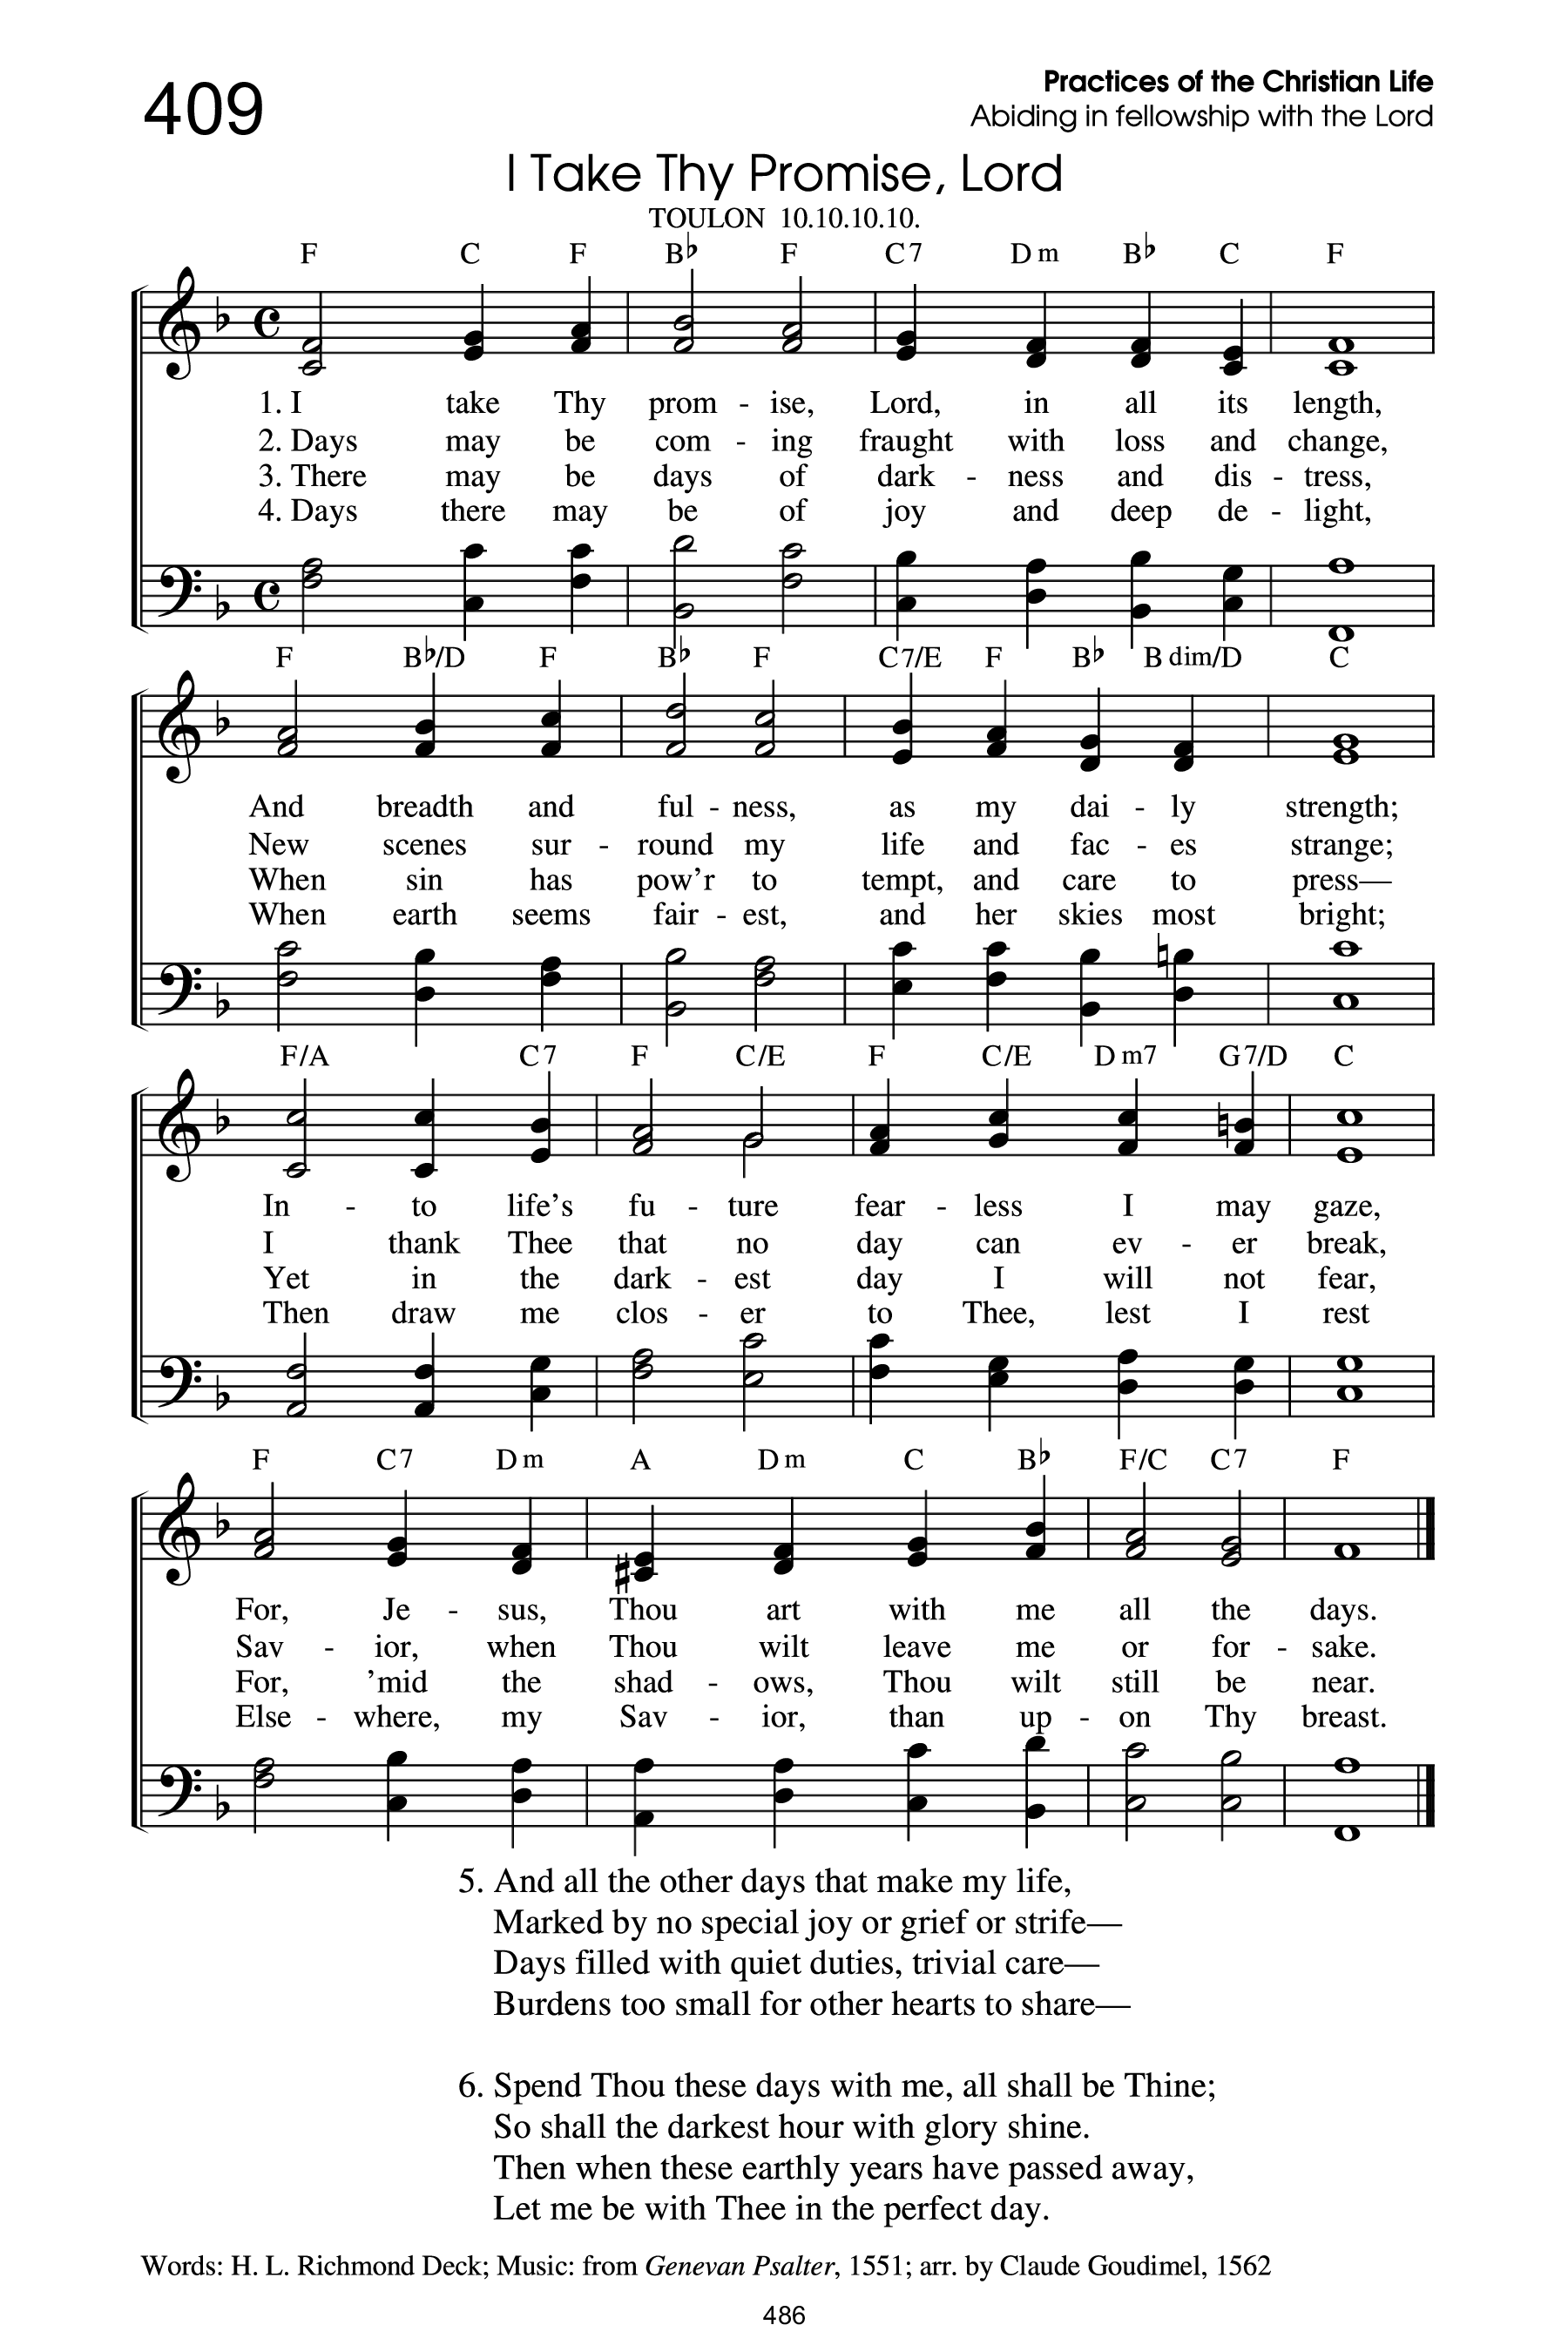 409
Practices of the Christian Life
Abiding in fellowship with the Lord
I Take Thy Promise, Lord
TOULON 10.10.10.10.
F C F B♭ F C7 Dm B♭ C F
1. I take Thy prom - ise, Lord, in all its length,
2. Days may be com - ing fraught with loss and change,
3. There may be days of dark - ness and dis - tress,
4. Days there may be of joy and deep de - light,
F B♭/D F B♭ F C7/E F B♭ Bdim/D C
And breadth and ful - ness, as my dai - ly strength;
New scenes sur - round my life and fac - es strange;
When sin has pow'r to tempt, and care to press—
When earth seems fair - est, and her skies most bright;
F/A C7 F C/E F C/E Dm7 G7/D C
In - to life's fu - ture fear - less I may gaze,
I thank Thee that no day can ev - er break,
Yet in the dark - est day I will not fear,
Then draw me clos - er to Thee, lest I rest
F C7 Dm A Dm C B♭ F/C C7 F
For, Je - sus, Thou art with me all the days.
Sav - ior, when Thou wilt leave me or for - sake.
For, 'mid the shad - ows, Thou wilt still be near.
Else - where, my Sav - ior, than up - on Thy breast.
5. And all the other days that make my life,
Marked by no special joy or grief or strife—
Days filled with quiet duties, trivial care—
Burdens too small for other hearts to share—
6. Spend Thou these days with me, all shall be Thine;
So shall the darkest hour with glory shine.
Then when these earthly years have passed away,
Let me be with Thee in the perfect day.
Words: H. L. Richmond Deck; Music: from Genevan Psalter, 1551; arr. by Claude Goudimel, 1562
486